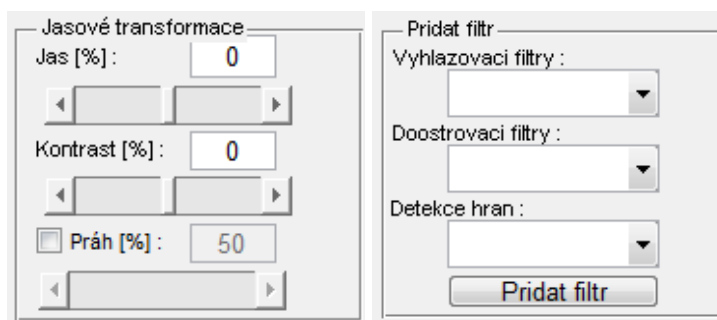 Jasové transformace
Jas [%] : 0
Kontrast [%] : 0
Práh [%] : 50
Pridat filtr
Vyhlazovaci filtry :
Doostrovaci filtry :
Detekce hran :
Pridat filtr